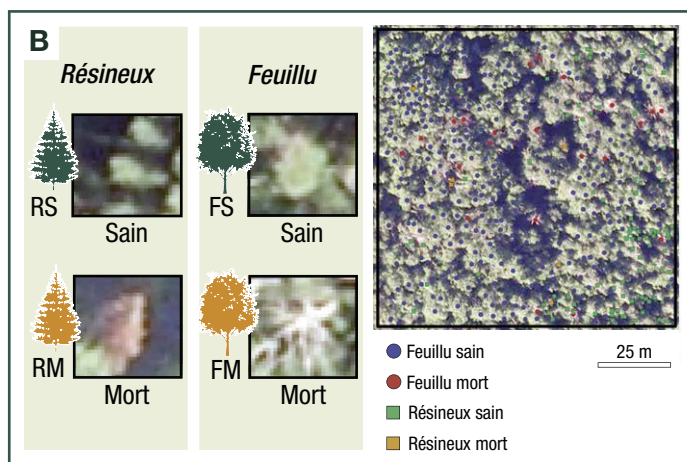 B
Résineux
Feuillu
RS
Sain
FS
Sain
RM
Mort
FM
Mort
Feuillu sain
Feuillu mort
Résineux sain
Résineux mort
25 m